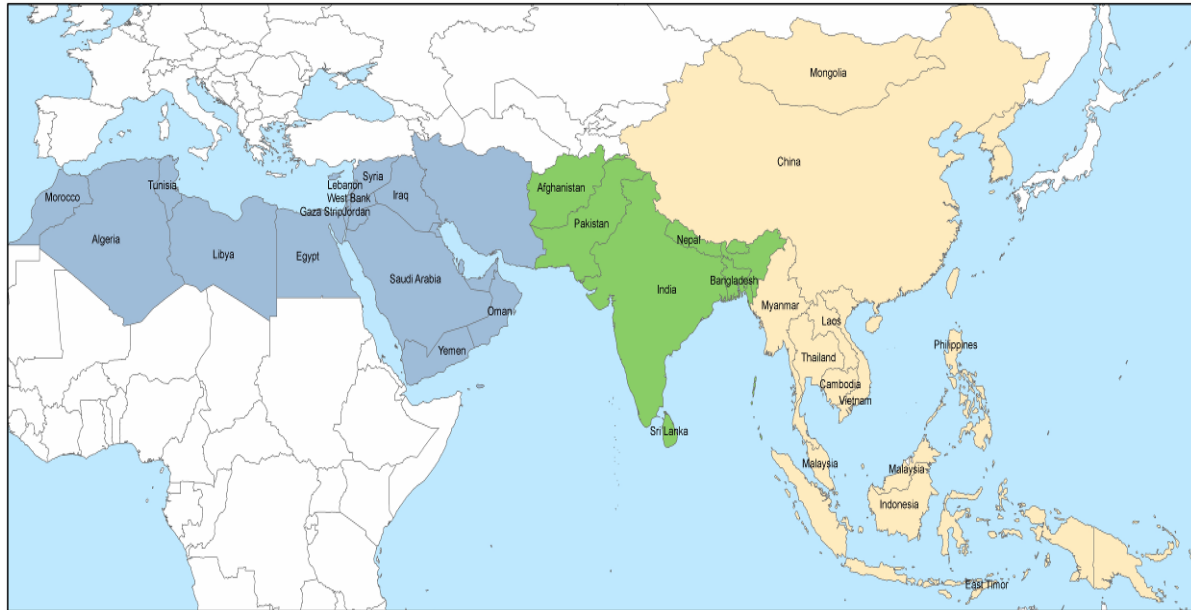 Mongolia
China
Syria
Lebanon
Afghanistan
Tunisia
Iraq
West Bank
Morocco
Gaza Strip
Jordan
Pakistan
Algeria
Nepal
Libya
Egypt
Saudi Arabia
Bangladesh
India
Myanmar
Oman
Laos
Philippines
Yemen
Thailand
Cambodia
Vietnam
Sri Lanka
Malaysia
Malaysia
Indonesia
East Timor